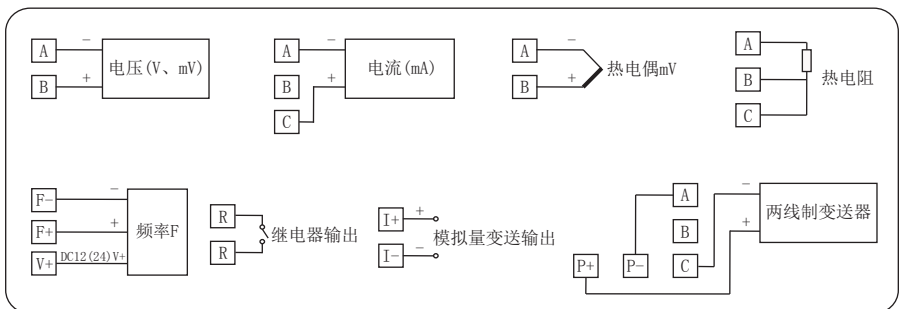 A
−
B
+
电压(V、mV)
A
−
B
+
C
电流(mA)
A
−
B
+
热电偶mV
A
B
C
热电阻
F-
−
F+
+
V+
DC12(24)V+
频率F
R
R
继电器输出
I+
+
I-
−
模拟量变送输出
A
B
P+
P-
C
−
+
两线制变送器